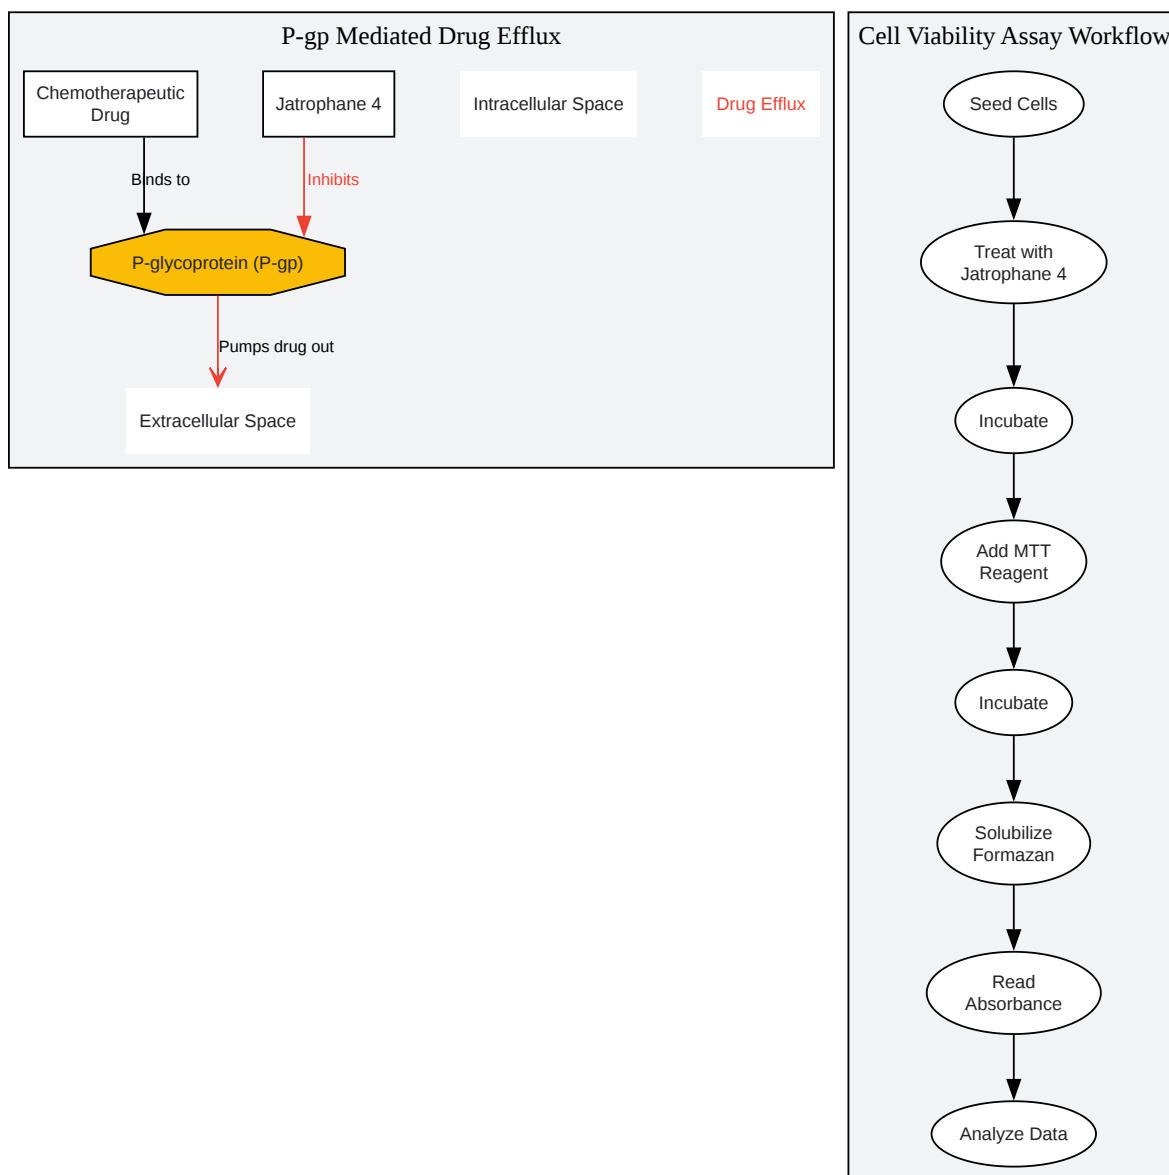 P-gp Mediated Drug Efflux
Chemotherapeutic
Drug
Jatrophane 4
Intracellular Space
Drug Efflux
Binds to
Inhibits
P-glycoprotein (P-gp)
Pumps drug out
Extracellular Space
Cell Viability Assay Workflow
Seed Cells
Treat with
Jatrophane 4
Incubate
Add MTT
Reagent
Incubate
Solubilize
Formazan
Read
Absorbance
Analyze Data